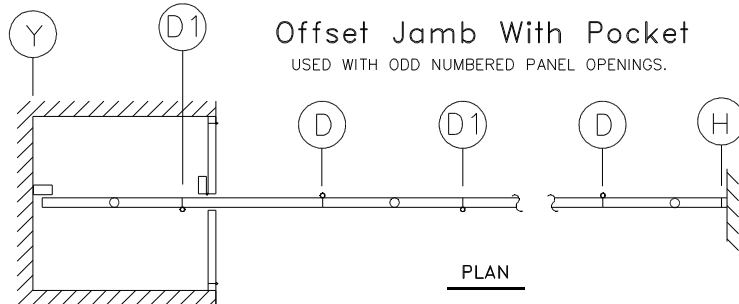 Offset Jamb With Pocket
USED WITH ODD NUMBERED PANEL OPENINGS.
Y
D1
D
D1
D
H
PLAN